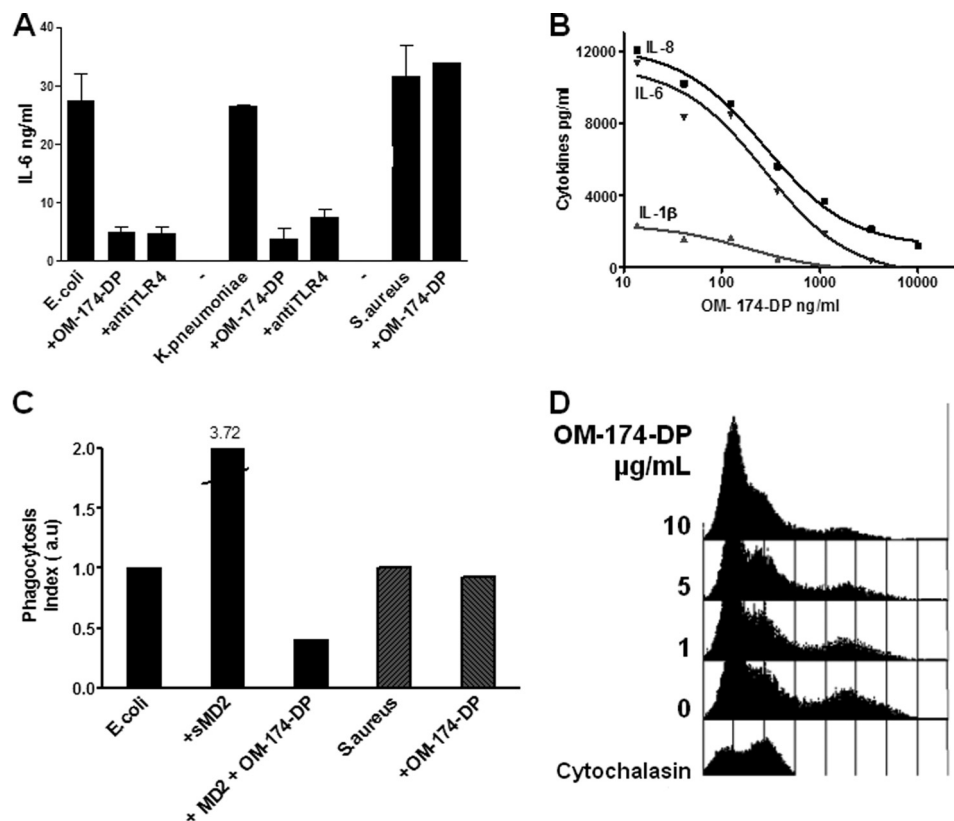 A
IL-6 ng/ml
40
30
20
10
0
E.coli
+OM-174-DP
+antiTLR4
-
K.pneumoniae
+OM-174-DP
+antiTLR4
-
S.aureus
+OM-174-DP
B
Cytokines pg/ml
12000
8000
4000
0
IL-8
IL-6
IL-1β
10
100
1000
10000
OM- 174-DP ng/ml
C
Phagocytosis
Index ( a.u)
2.0
1.5
1.0
0.5
0.0
3.72
E.coli
+sMD2
+ MD2 + OM-174-DP
S.aureus
+OM-174-DP
D
OM-174-DP
µg/mL
10
5
1
0
Cytochalasin